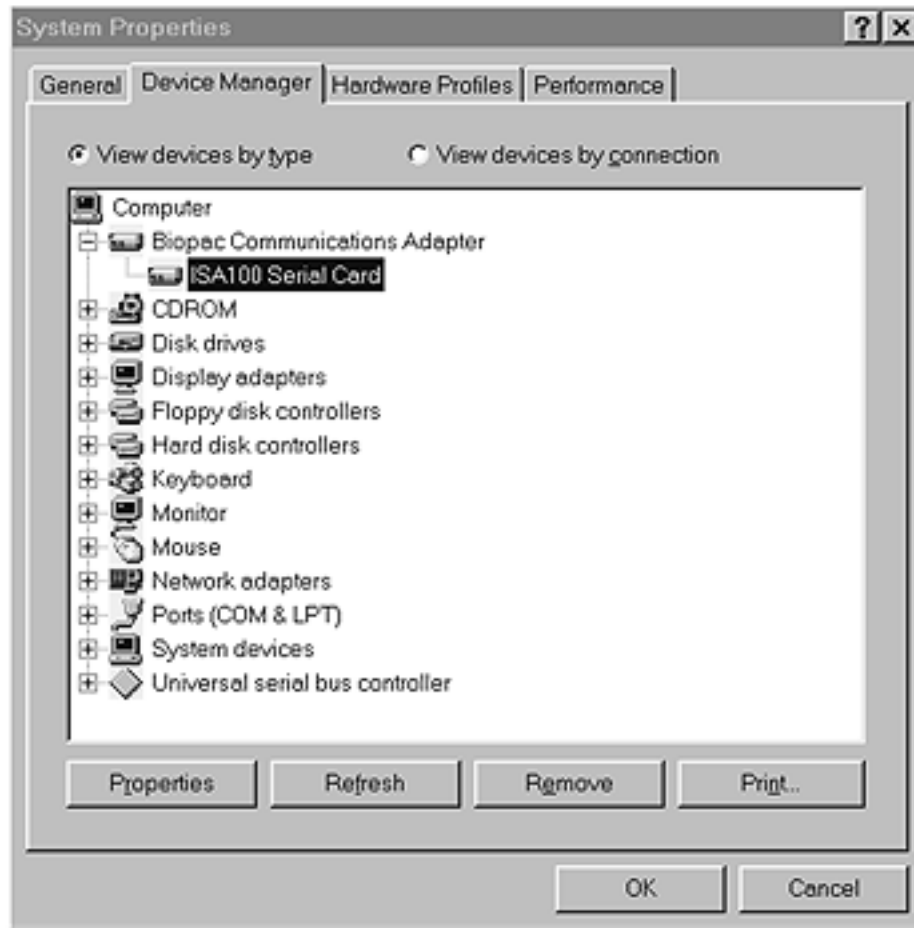 System Properties
General Device Manager Hardware Profiles Performance
View devices by type View devices by connection
Computer
Biopac Communications Adapter
ISA100 Serial Card
CDROM
Disk drives
Display adapters
Floppy disk controllers
Hard disk controllers
Keyboard
Monitor
Mouse
Network adapters
Ports (COM & LPT)
System devices
Universal serial bus controller
Properties Refresh Remove Print...
OK Cancel